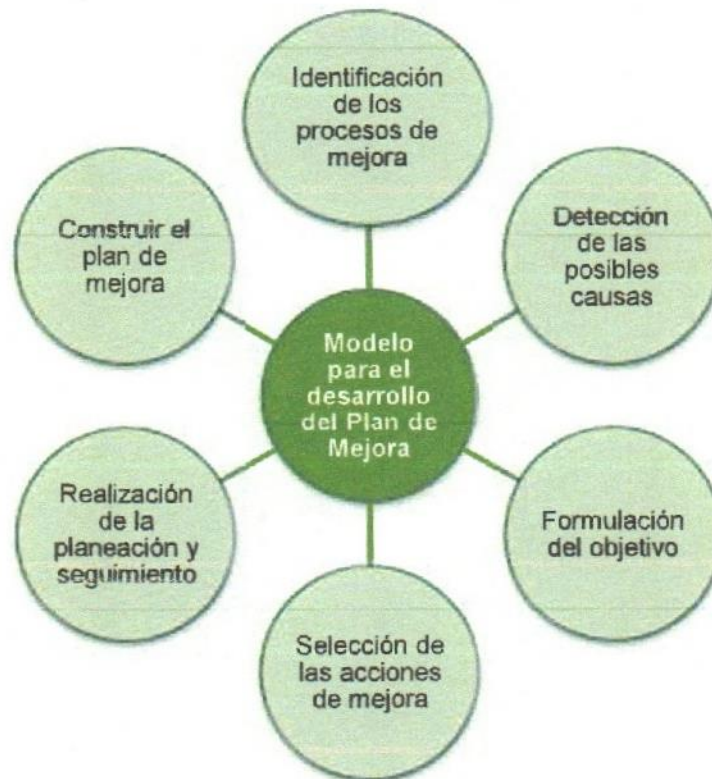 Identificación
de los
procesos de
mejora
Detección
de las
posibles
causas
Formulación
del objetivo
Selección de
las acciones
de mejora
Realización
de la
planeación y
seguimiento
Construir el
plan de
mejora
Modelo
para el
desarrollo
del Plan de
Mejora